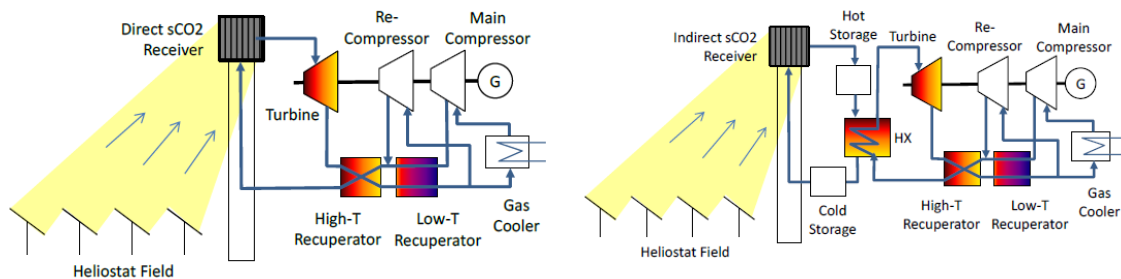 Direct sCO2
Receiver
Re-
Compressor
Main
Compressor
Turbine
G
High-T
Recuperator
Low-T
Recuperator
Gas
Cooler
Heliostat Field
Indirect sCO2
Receiver
Hot
Storage
Turbine
Re-
Compressor
Main
Compressor
G
HX
Cold
Storage
High-T
Recuperator
Low-T
Recuperator
Gas
Cooler
Heliostat Field